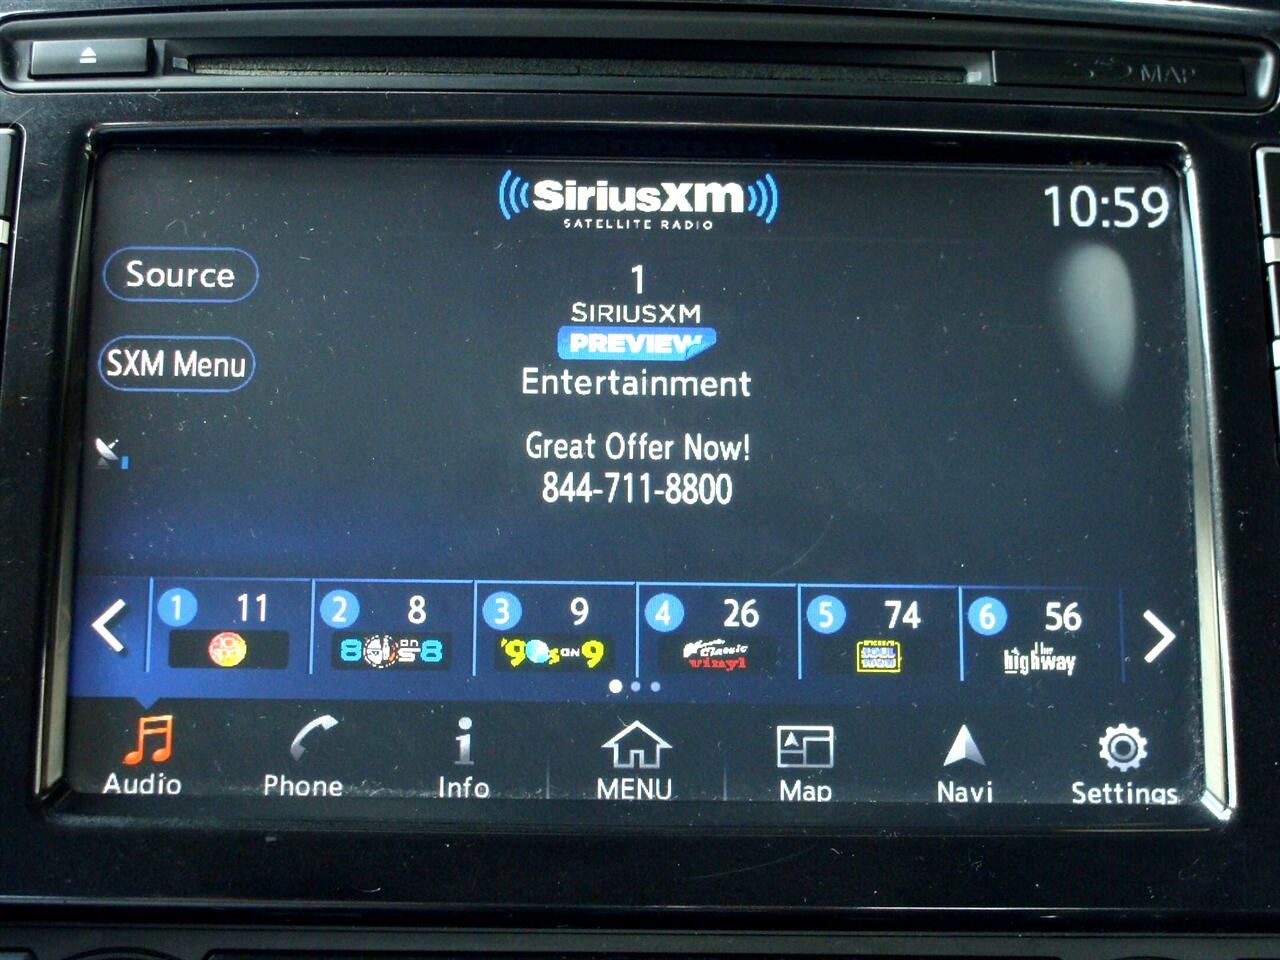 MAP
SiriusXM
SATELLITE RADIO
10:59
Source
1
SIRIUSXM
PREVIEW
SXM Menu
Entertainment
Great Offer Now!
844-711-8800
1 11
2 8
3 9
4 26
5 74
6 56
80s on 8
'90s on 9
Classic Vinyl
SOUL TOWN
the highway
Audio
Phone
Info
MENU
Map
Navi
Settings